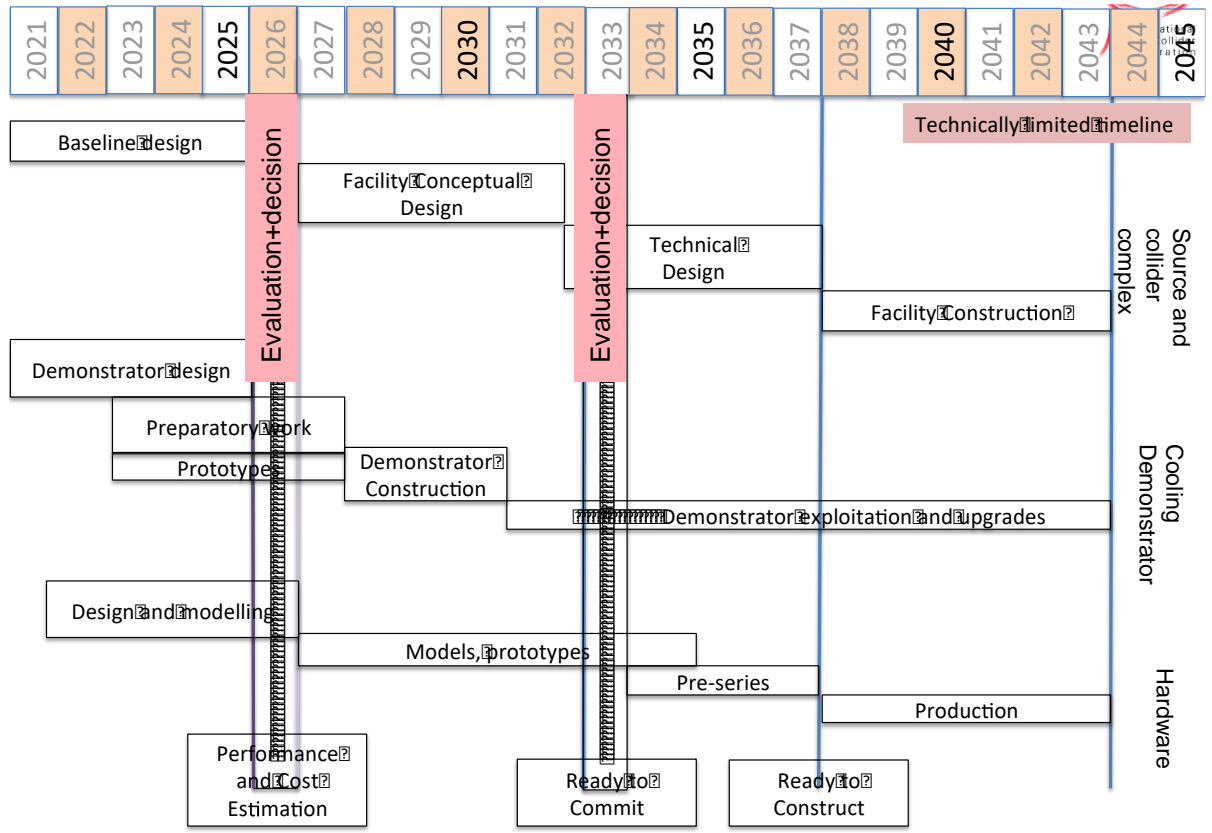 2021 2022 2023 2024 2025 2026 2027 2028 2029 2030 2031 2032 2033 2034 2035 2036 2037 2038 2039 2040 2041 2042 2043 2044 2045
Technically limited timeline
Baseline design
Evaluation+decision
Evaluation+decision
Facility Conceptual
Design
Technical
Design
Facility Construction
Source and
collider
complex
Demonstrator design
Preparatory work
Prototypes
Demonstrator
Construction
Demonstrator exploitation and upgrades
Cooling
Demonstrator
Design and modelling
Models, prototypes
Pre-series
Production
Hardware
Performance
and Cost
Estimation
Ready to
Commit
Ready to
Construct